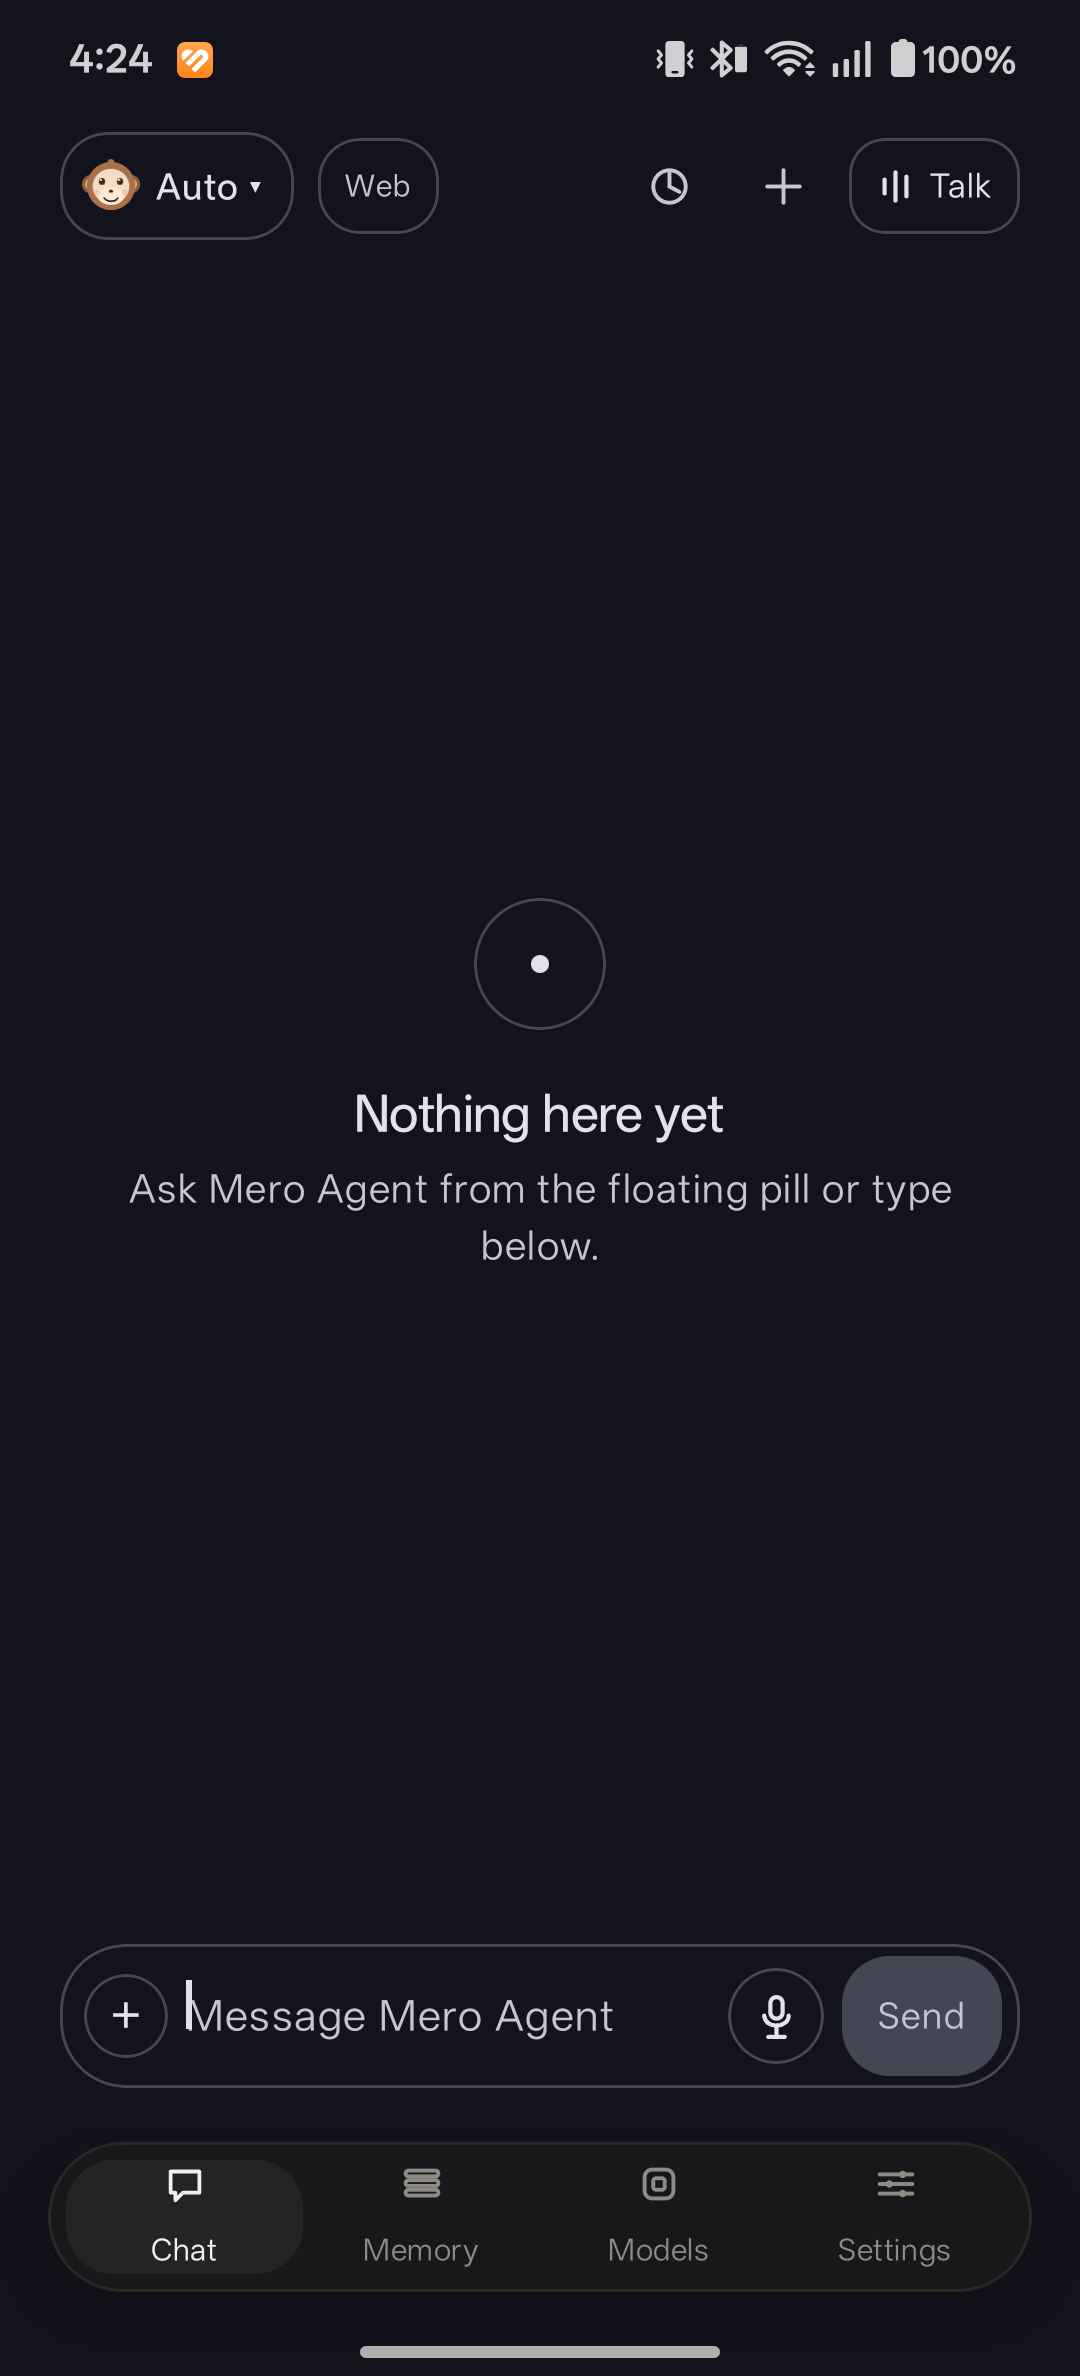 4:24
100%
Auto
Web
Talk
Nothing here yet
Ask Mero Agent from the floating pill or type
below.
Message Mero Agent
Send
Chat
Memory
Models
Settings